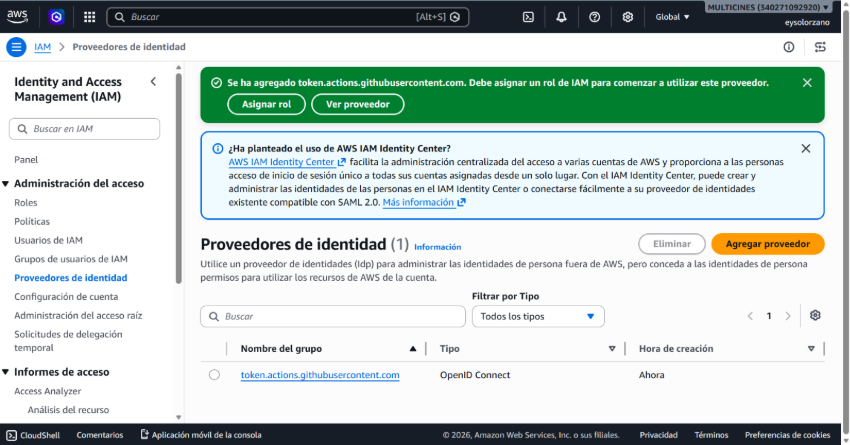 aws
Buscar
[Alt+S]
Global
MULTICINES (340271092920)
eysolorzano
IAM
Proveedores de identidad
Identity and Access
Management (IAM)
Buscar en IAM
Panel
Administración del acceso
Roles
Políticas
Usuarios de IAM
Grupos de usuarios de IAM
Proveedores de identidad
Configuración de cuenta
Administración del acceso raíz
Solicitudes de delegación
temporal
Informes de acceso
Access Analyzer
Análisis del recurso
Se ha agregado token.actions.githubusercontent.com. Debe asignar un rol de IAM para comenzar a utilizar este proveedor.
Asignar rol
Ver proveedor
¿Ha planteado el uso de AWS IAM Identity Center?
AWS IAM Identity Center facilita la administración centralizada del acceso a varias cuentas de AWS y proporciona a las personas
acceso de inicio de sesión único a todas sus cuentas asignadas desde un solo lugar. Con el IAM Identity Center, puede crear y
administrar las identidades de las personas en el IAM Identity Center o conectarse fácilmente a su proveedor de identidades
existente compatible con SAML 2.0. Más información
Proveedores de identidad (1) Información
Eliminar
Agregar proveedor
Utilice un proveedor de identidades (Idp) para administrar las identidades de persona fuera de AWS, pero conceda a las identidades de persona
permisos para utilizar los recursos de AWS de la cuenta.
Filtrar por Tipo
Buscar
Todos los tipos
1
Nombre del grupo
Tipo
Hora de creación
token.actions.githubusercontent.com
OpenID Connect
Ahora
CloudShell
Comentarios
Aplicación móvil de la consola
© 2026, Amazon Web Services, Inc. o sus filiales.
Privacidad
Términos
Preferencias de cookies